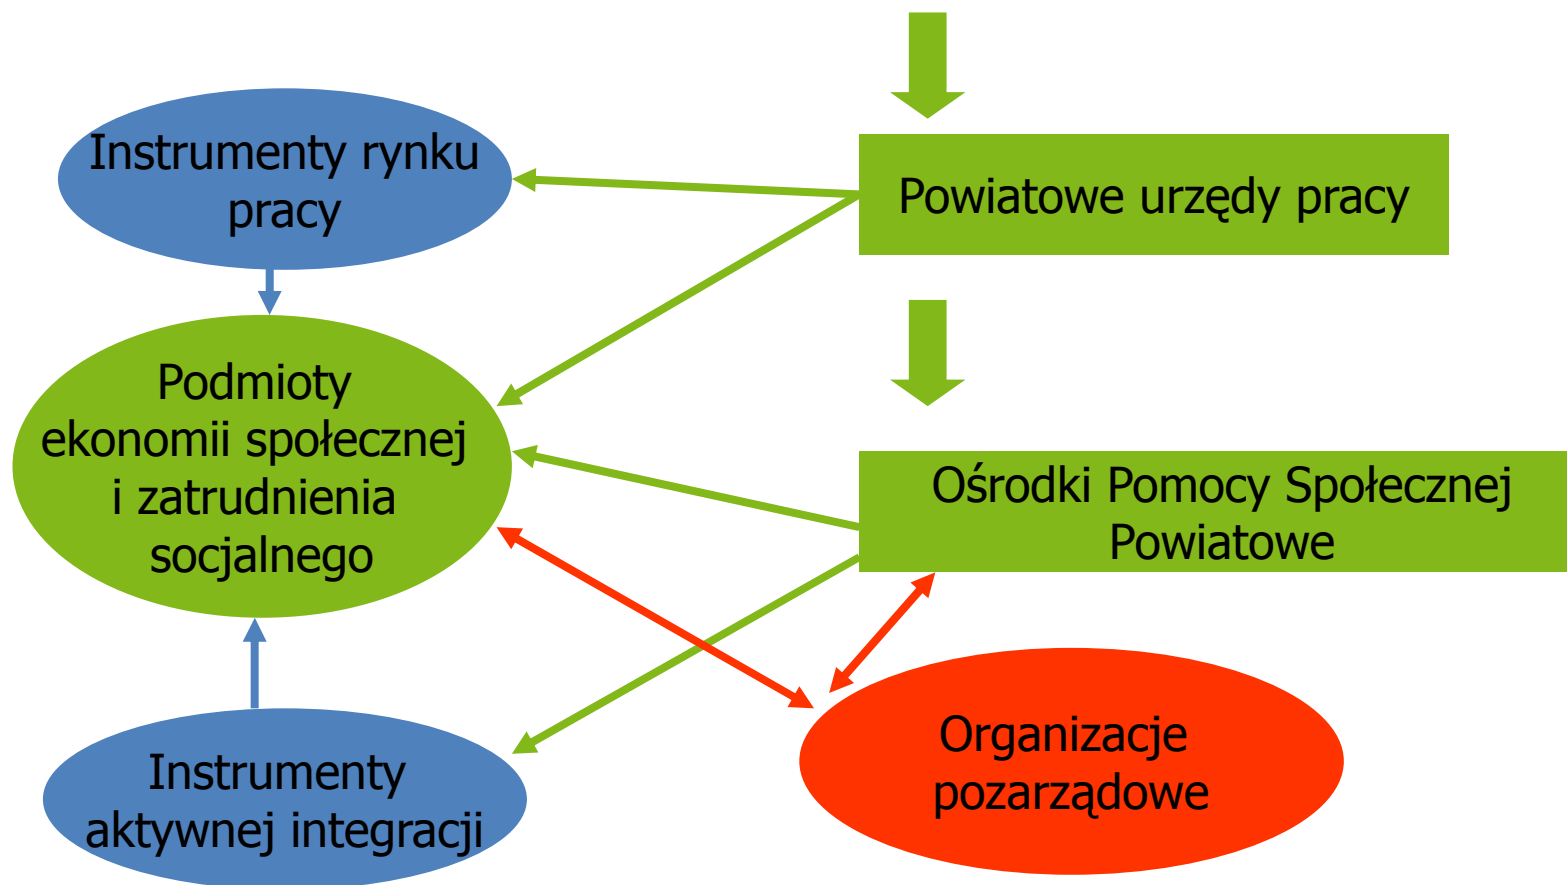 Instrumenty rynku
pracy
Powiatowe urzędy pracy
Podmioty
ekonomii społecznej
i zatrudnienia
socjalnego
Ośrodki Pomocy Społecznej
Powiatowe
Organizacje
pozarządowe
Instrumenty
aktywnej integracji